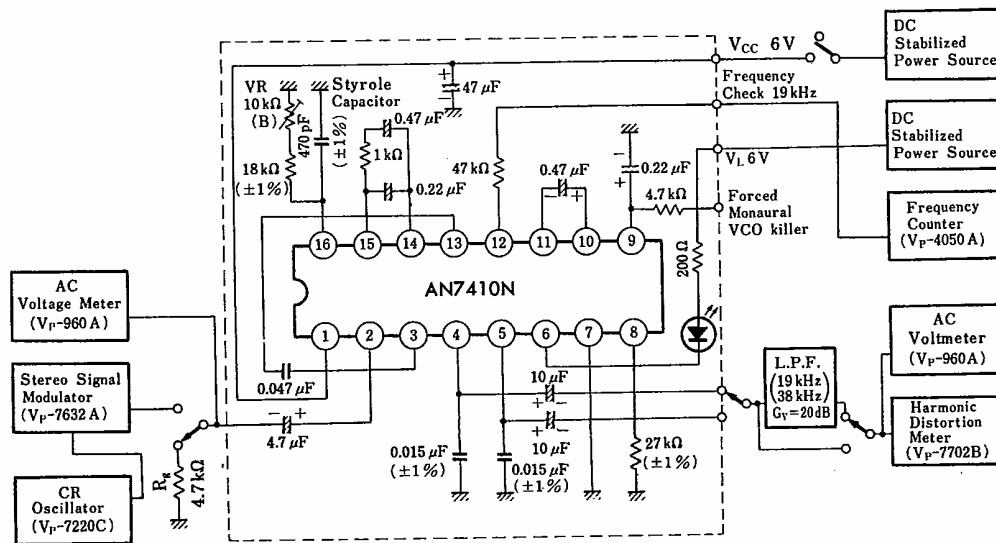 VCC 6V
DC
Stabilized
Power Source
Frequency
Check 19kHz
VR
10kΩ
(B)
Styrole
Capacitor
470pF
(±1%)
18kΩ
(±1%)
0.47μF
1kΩ
0.22μF
47μF
47kΩ
0.47μF
0.22μF
4.7kΩ
VL 6V
DC
Stabilized
Power Source
Forced
Monaural
VCO killer
Frequency
Counter
(VP-4050A)
16
15
14
13
12
11
10
9
200Ω
AN7410N
1
2
3
4
5
6
7
8
AC
Voltage Meter
(VP-960A)
Stereo Signal
Modulator
(VP-7632A)
CR
Oscillator
(VP-7220C)
Rg
4.7kΩ
4.7μF
0.047μF
10μF
10μF
0.015μF
(±1%)
0.015μF
(±1%)
27kΩ
(±1%)
L.P.F.
(19kHz
38kHz)
GV=20dB
AC
Voltmeter
(VP-960A)
Harmonic
Distortion
Meter
(VP-7702B)